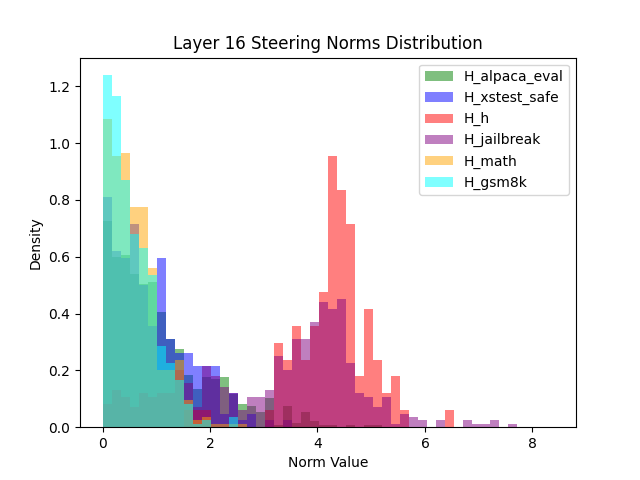 Layer 16 Steering Norms Distribution
H_alpaca_eval
H_xstest_safe
H_h
H_jailbreak
H_math
H_gsm8k
Density
1.2
1.0
0.8
0.6
0.4
0.2
0.0
0
2
4
6
8
Norm Value